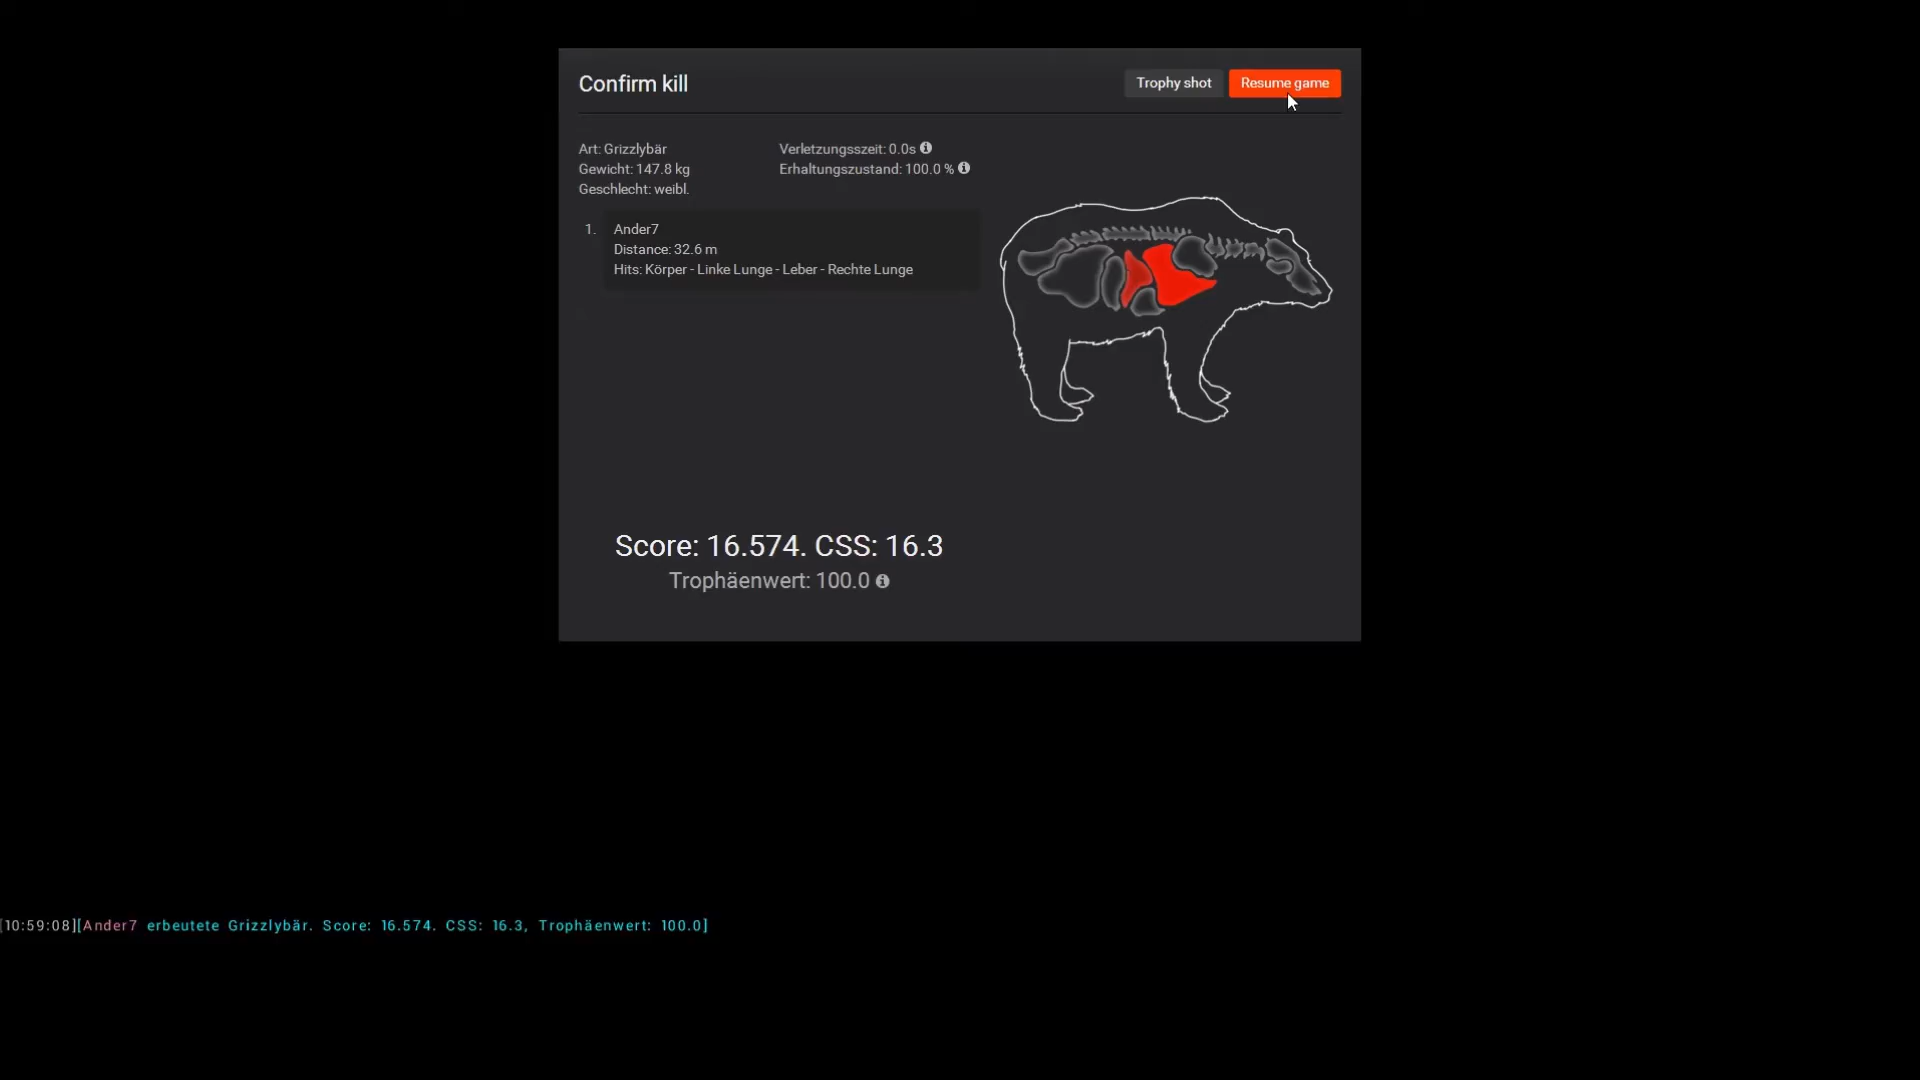 Confirm kill
Trophy shot
Resume game
Art: Grizzlybär
Gewicht: 147.8 kg
Geschlecht: weibl.
Verletzungsszeit: 0.0s
Erhaltungszustand: 100.0 %
1. Ander7
Distance: 32.6 m
Hits: Körper - Linke Lunge - Leber - Rechte Lunge
Score: 16.574. CSS: 16.3
Trophäenwert: 100.0
[10:59:08][Ander7 erbeutete Grizzlybär. Score: 16.574. CSS: 16.3, Trophäenwert: 100.0]